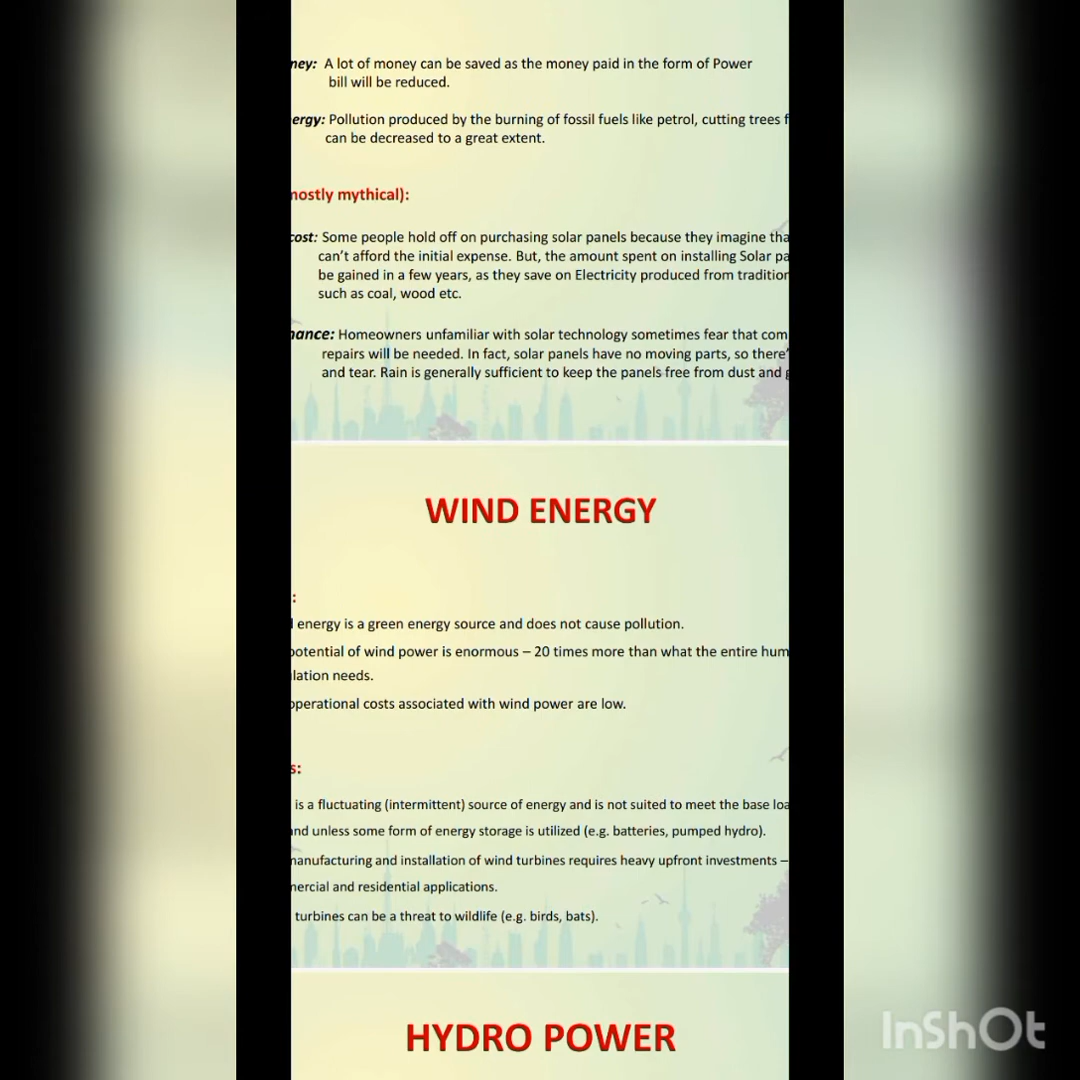 ney: A lot of money can be saved as the money paid in the form of Power
bill will be reduced.
ergy: Pollution produced by the burning of fossil fuels like petrol, cutting trees f
can be decreased to a great extent.
nostly mythical):
cost: Some people hold off on purchasing solar panels because they imagine tha
can't afford the initial expense. But, the amount spent on installing Solar pa
be gained in a few years, as they save on Electricity produced from tradition
such as coal, wood etc.
nance: Homeowners unfamiliar with solar technology sometimes fear that com
repairs will be needed. In fact, solar panels have no moving parts, so there'
and tear. Rain is generally sufficient to keep the panels free from dust and g
WIND ENERGY
:
energy is a green energy source and does not cause pollution.
potential of wind power is enormous – 20 times more than what the entire hum
lation needs.
operational costs associated with wind power are low.
s:
is a fluctuating (intermittent) source of energy and is not suited to meet the base loa
nd unless some form of energy storage is utilized (e.g. batteries, pumped hydro).
manufacturing and installation of wind turbines requires heavy upfront investments –
mercial and residential applications.
turbines can be a threat to wildlife (e.g. birds, bats).
HYDRO POWER
InShOt